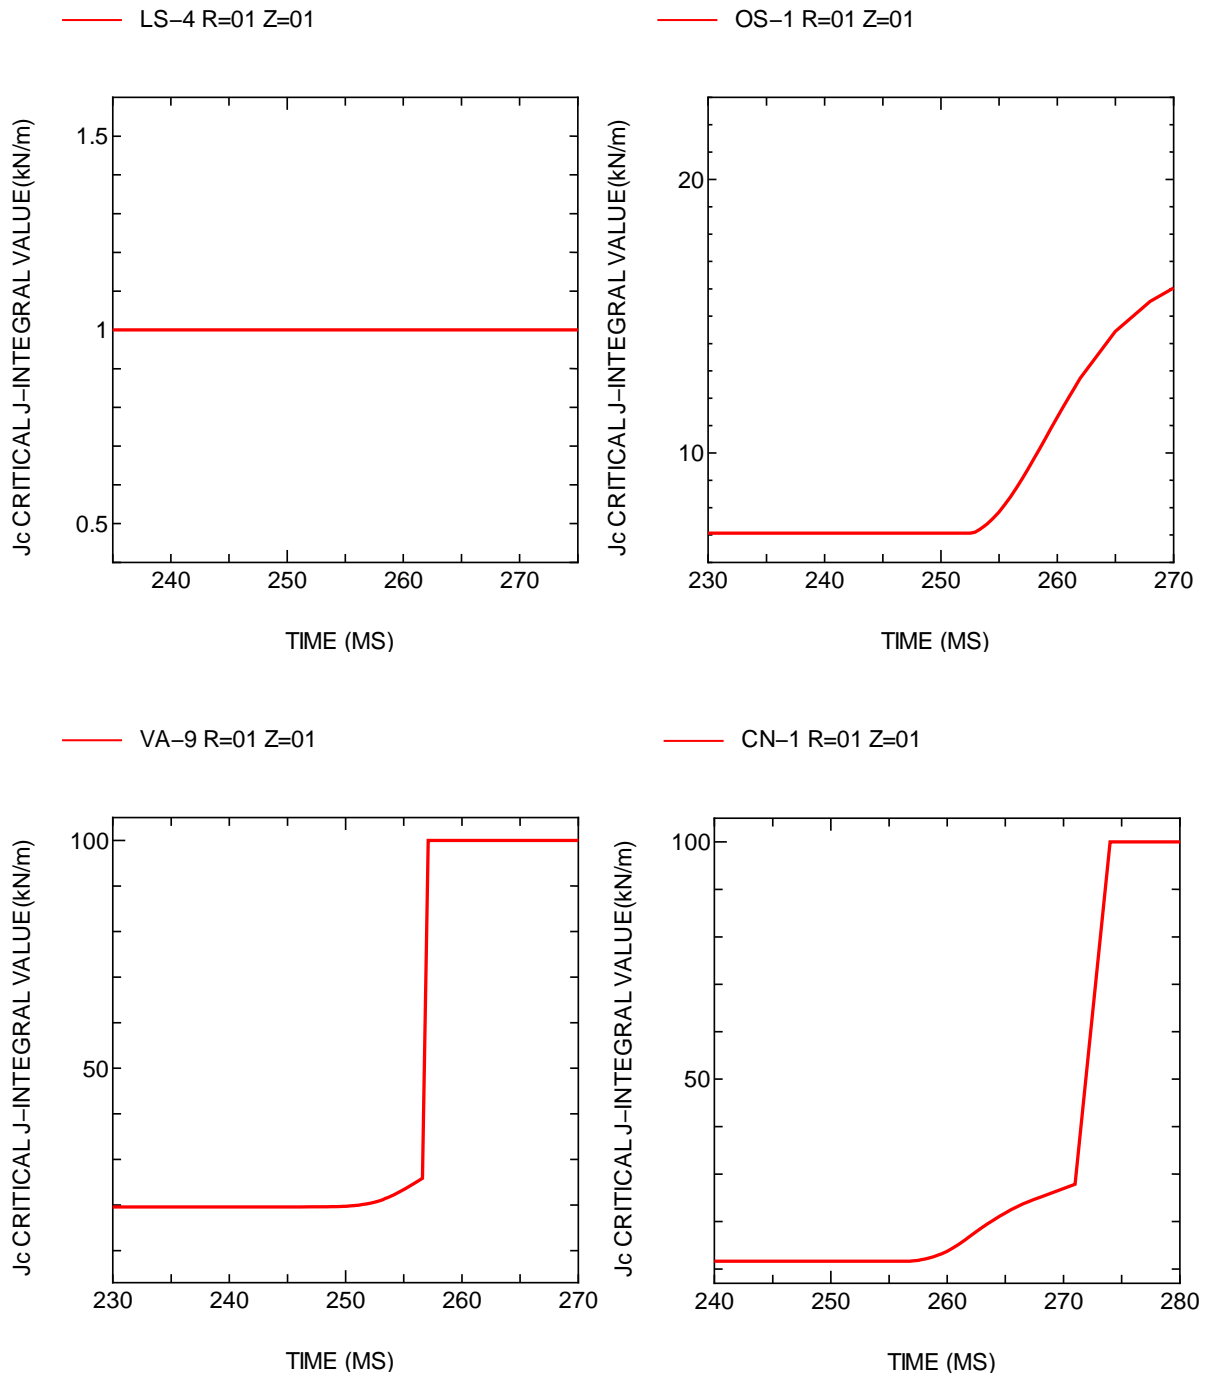 LS−4 R=01 Z=01
Jc CRITICAL J−INTEGRAL VALUE(kN/m)
1.5
1
0.5
240 250 260 270
TIME (MS)
OS−1 R=01 Z=01
Jc CRITICAL J−INTEGRAL VALUE(kN/m)
20
10
230 240 250 260 270
TIME (MS)
VA−9 R=01 Z=01
Jc CRITICAL J−INTEGRAL VALUE(kN/m)
100
50
230 240 250 260 270
TIME (MS)
CN−1 R=01 Z=01
Jc CRITICAL J−INTEGRAL VALUE(kN/m)
100
50
240 250 260 270 280
TIME (MS)